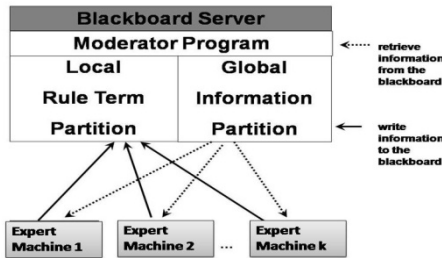 Blackboard Server
Moderator Program
Local
Rule Term
Partition
Global
Information
Partition
retrieve
information
from the
blackboard
write
information
to the
blackboard
Expert
Machine 1
Expert
Machine 2
...
Expert
Machine k